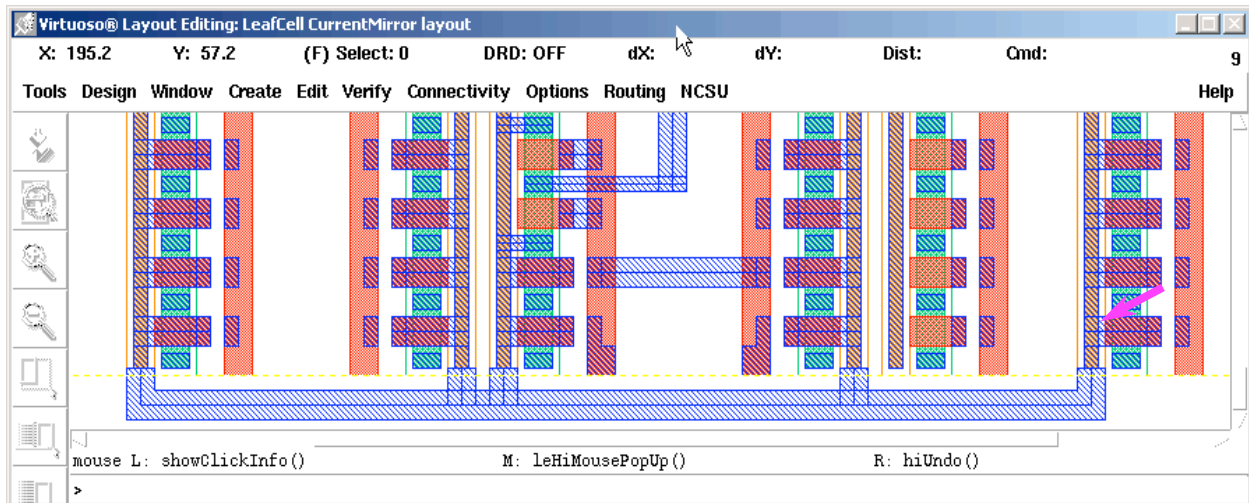 Virtuoso® Layout Editing: LeafCell CurrentMirror layout
X: 195.2 Y: 57.2 (F) Select: 0 DRD: OFF dX: dY: Dist: Cmd: 9
Tools Design Window Create Edit Verify Connectivity Options Routing NCSU Help
mouse L: showClickInfo() M: leHiMousePopUp() R: hiUndo()
>